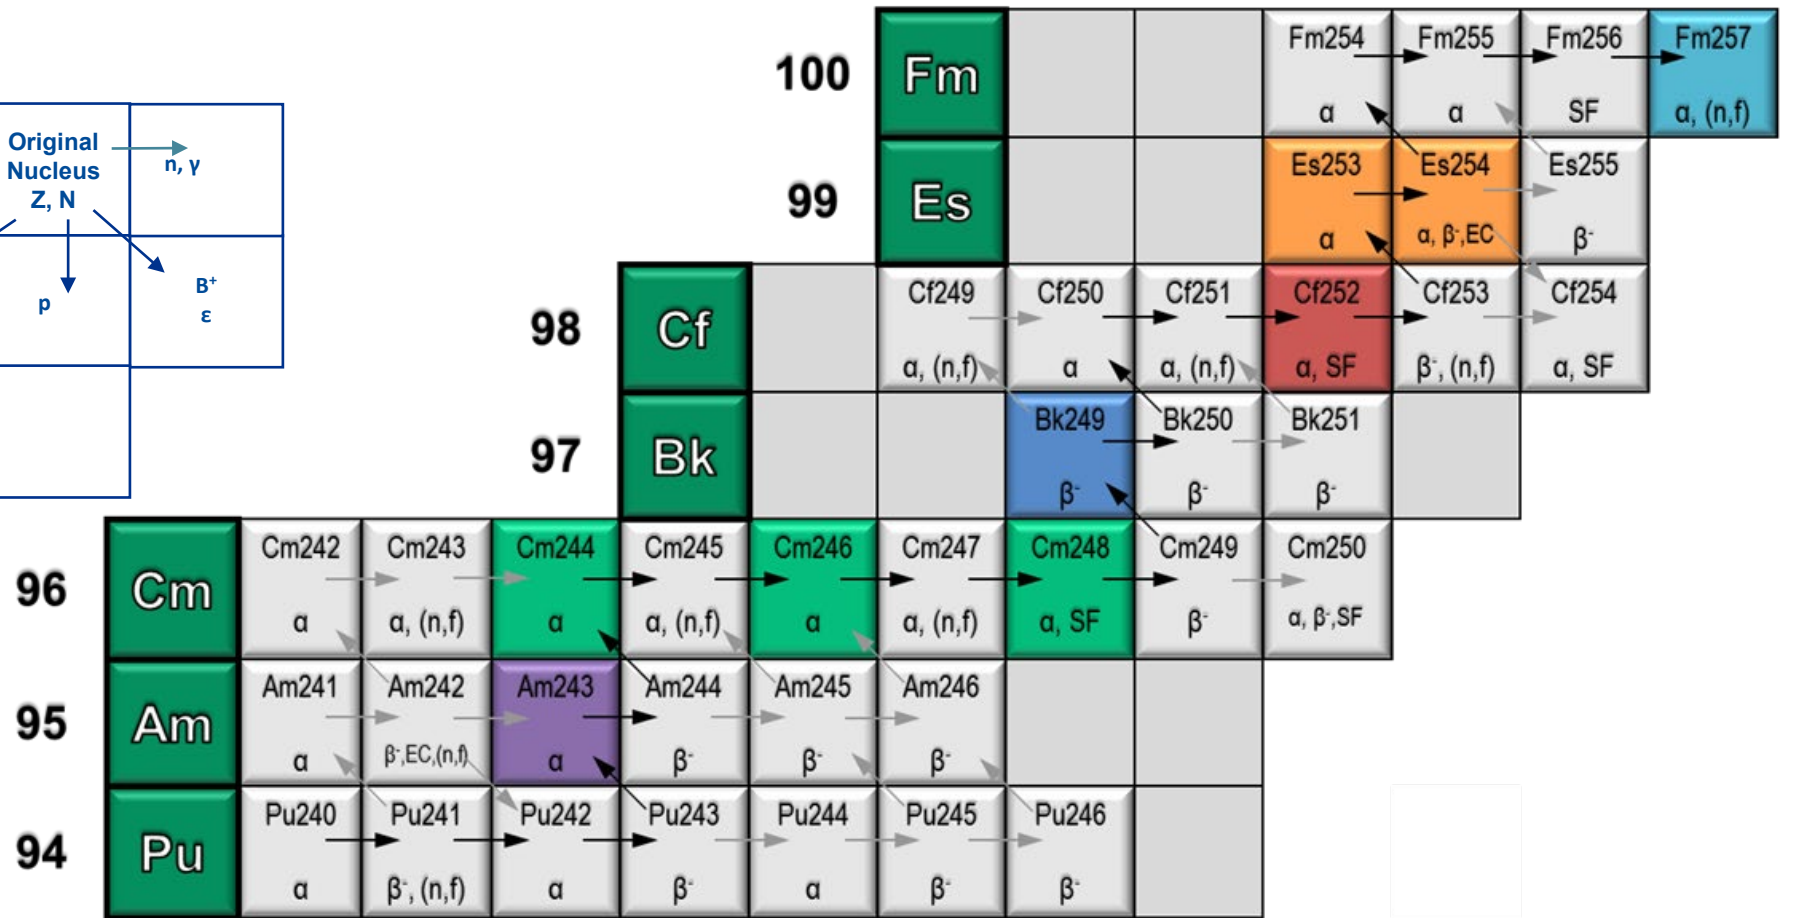 Original
Nucleus
Z, N
n, γ
p
B⁺
ε
100 Fm
Fm254 Fm255 Fm256 Fm257
α α SF α, (n,f)
99 Es
Es253 Es254 Es255
α α, β⁻,EC β⁻
98 Cf
Cf249 Cf250 Cf251 Cf252 Cf253 Cf254
α, (n,f) α α, (n,f) α, SF β⁻, (n,f) α, SF
97 Bk
Bk249 Bk250 Bk251
β⁻ β⁻ β⁻
96 Cm
Cm242 Cm243 Cm244 Cm245 Cm246 Cm247 Cm248 Cm249 Cm250
α α, (n,f) α α, (n,f) α α, (n,f) α, SF β⁻ α, β⁻,SF
95 Am
Am241 Am242 Am243 Am244 Am245 Am246
α β⁻,EC,(n,f) α β⁻ β⁻ β⁻
94 Pu
Pu240 Pu241 Pu242 Pu243 Pu244 Pu245 Pu246
α β⁻, (n,f) α β⁻ α β⁻ β⁻